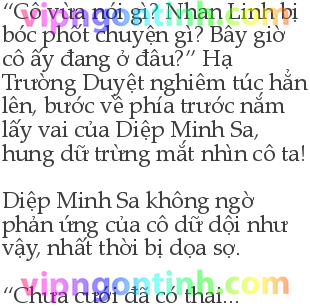 “Cô vừa nói gì? Nhan Linh bị
bóc phốt chuyện gì? Bây giờ
cô ấy đang ở đâu?” Hạ
Trường Duyệt nghiêm túc hẳn
lên, bước về phía trước nắm
lấy vai của Diệp Minh Sa,
hung dữ trừng mắt nhìn cô ta!
Diệp Minh Sa không ngờ
phản ứng của cô dữ dội như
vậy, nhất thời bị dọa sợ.
“Chưa cưới đã có thai...
vipngontinh.com
vipngontinh.com